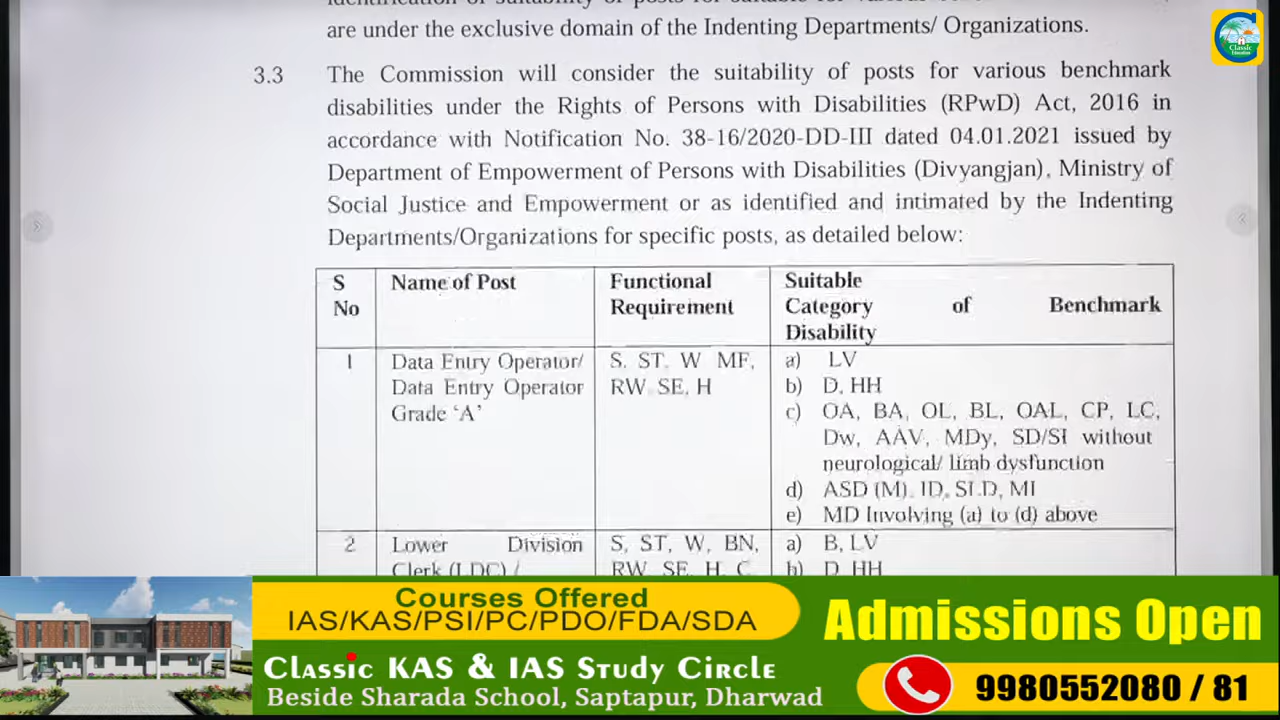 are under the exclusive domain of the Indenting Departments/ Organizations.
3.3 The Commission will consider the suitability of posts for various benchmark
disabilities under the Rights of Persons with Disabilities (RPwD) Act, 2016 in
accordance with Notification No. 38-16/2020-DD-III dated 04.01.2021 issued by
Department of Empowerment of Persons with Disabilities (Divyangjan), Ministry of
Social Justice and Empowerment or as identified and intimated by the Indenting
Departments/Organizations for specific posts, as detailed below:
S No
Name of Post
Functional Requirement
Suitable
Category of Benchmark
Disability
1
Data Entry Operator/
Data Entry Operator
Grade ‘A’
S. ST. W MF,
RW. SE, H
a) LV
b) D, HH
c) OA, BA, OL, BL, OAL, CP, LC,
Dw, AAV, MDy, SD/SI without
neurological/ limb dysfunction
d) ASD (M). ID, SLD, MI
e) MD Involving (a) to (d) above
2
Lower Division
Clerk (LDC) /
S, ST, W, BN,
RW, SE, H, C
a) B, LV
b) D, HH
Classic
Education
Courses Offered
IAS/KAS/PSI/PC/PDO/FDA/SDA
Classic KAS & IAS Study Circle
Beside Sharada School, Saptapur, Dharwad
Admissions Open
9980552080 / 81